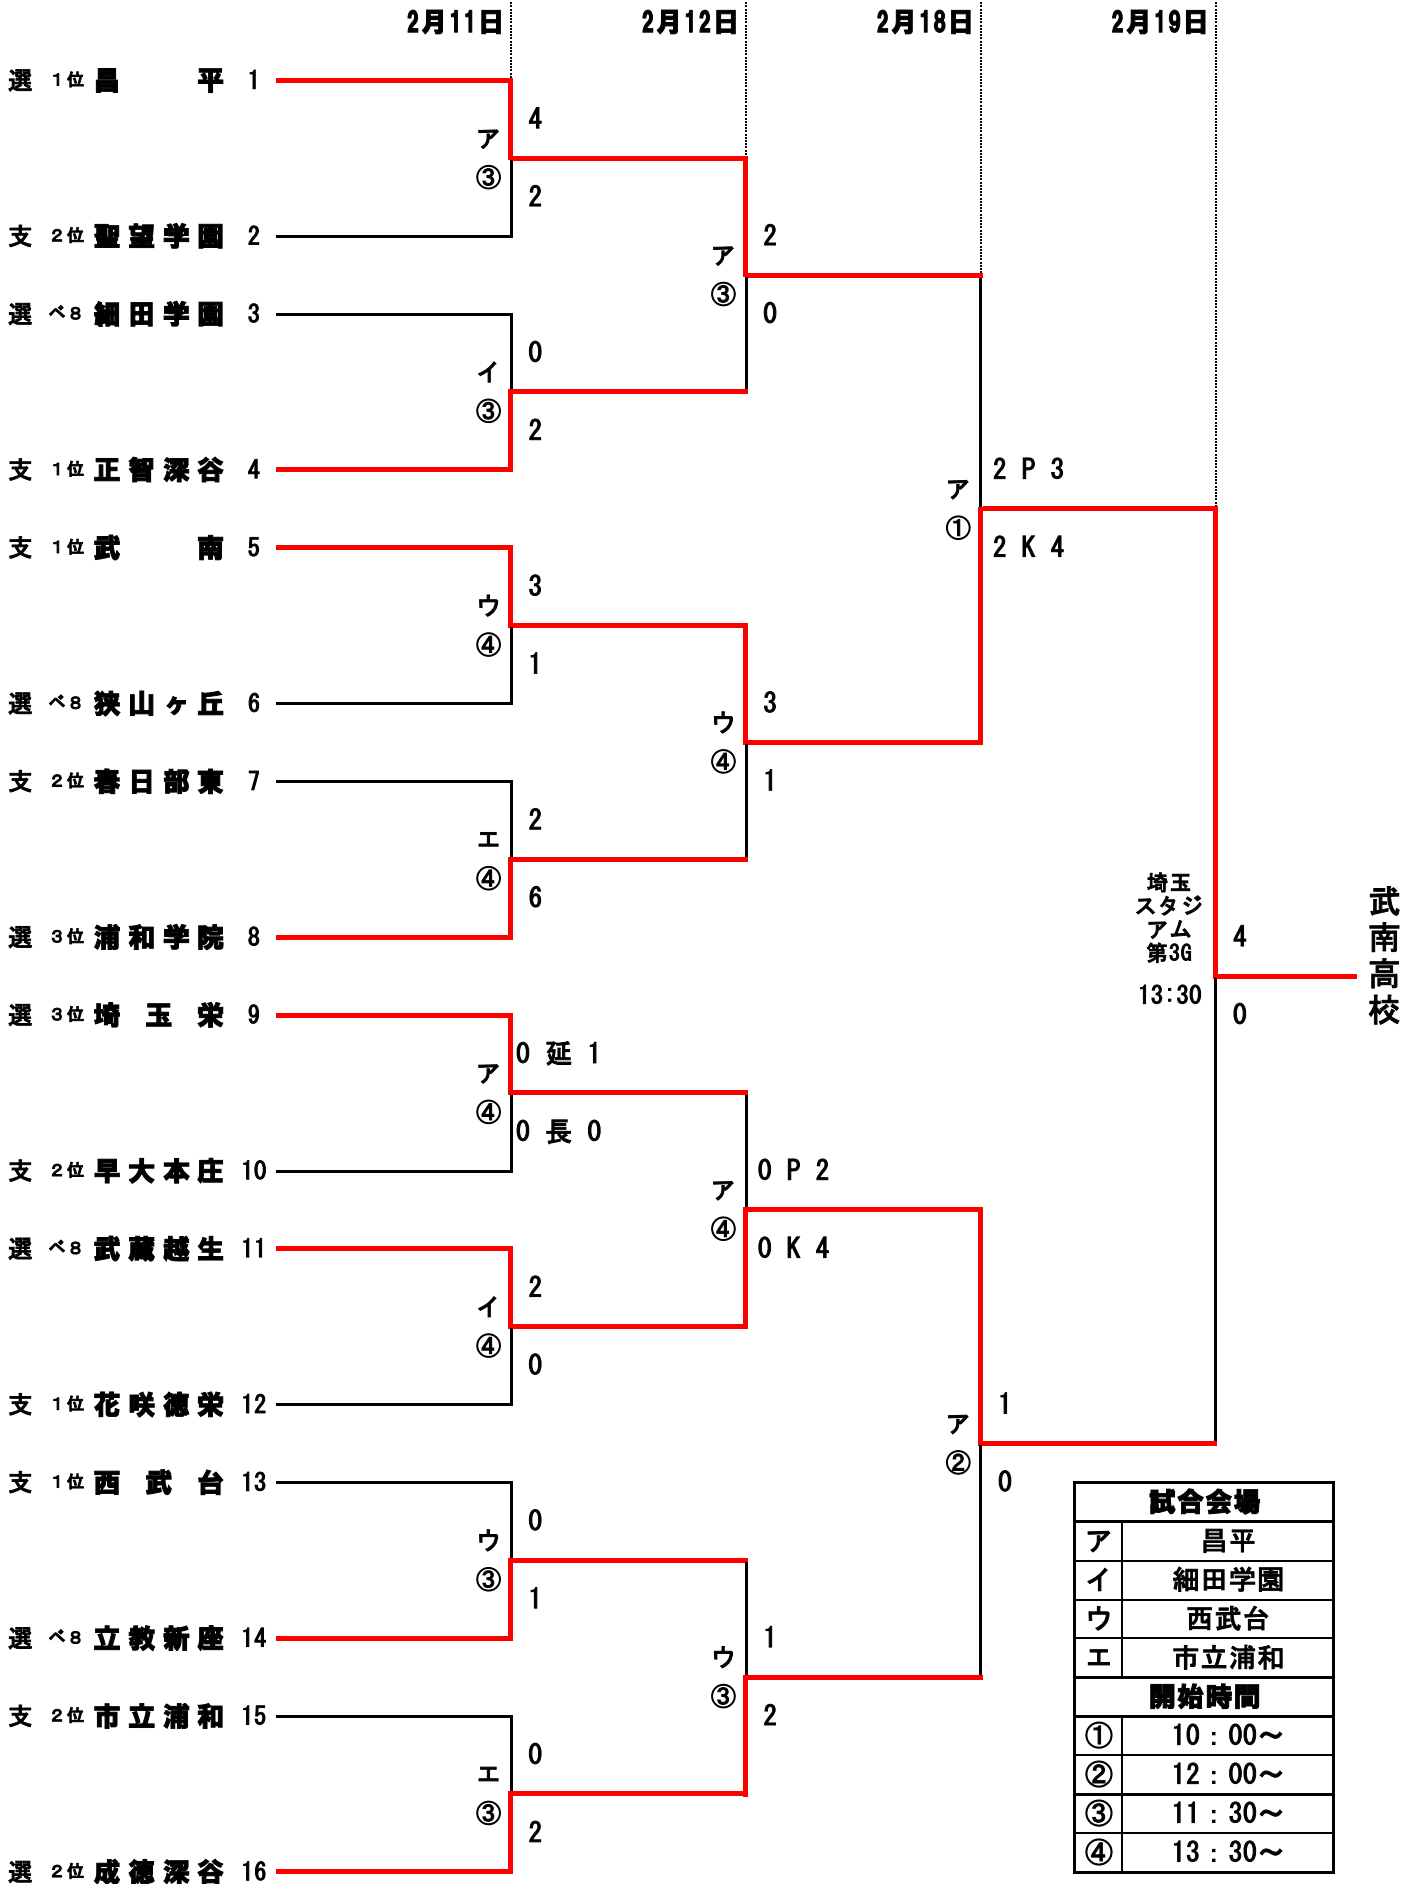 2月11日 2月12日 2月18日 2月19日
選 1位 昌平 1
4
ア
③
2
支 2位 聖望学園 2
2
ア
③
選 ベ8 細田学園 3
0
0
イ
③
2
支 1位 正智深谷 4
2 P 3
ア
①
2 K 4
支 1位 武南 5
3
ウ
④
1
選 ベ8 狭山ヶ丘 6
3
ウ
④
1
支 2位 春日部東 7
2
エ
④
6
選 3位 浦和学院 8
埼玉
スタジ
アム
第3G
13:30
4
0
武南高校
選 3位 埼玉栄 9
0 延 1
ア
④
0 長 0
支 2位 早大本庄 10
0 P 2
ア
④
0 K 4
選 ベ8 武蔵越生 11
2
イ
④
0
支 1位 花咲徳栄 12
1
ア
②
0
支 1位 西武台 13
0
ウ
③
1
選 ベ8 立教新座 14
1
ウ
③
2
支 2位 市立浦和 15
0
エ
③
2
選 2位 成徳深谷 16
試合会場
ア 昌平
イ 細田学園
ウ 西武台
エ 市立浦和
開始時間
① 10：00～
② 12：00～
③ 11：30～
④ 13：30～